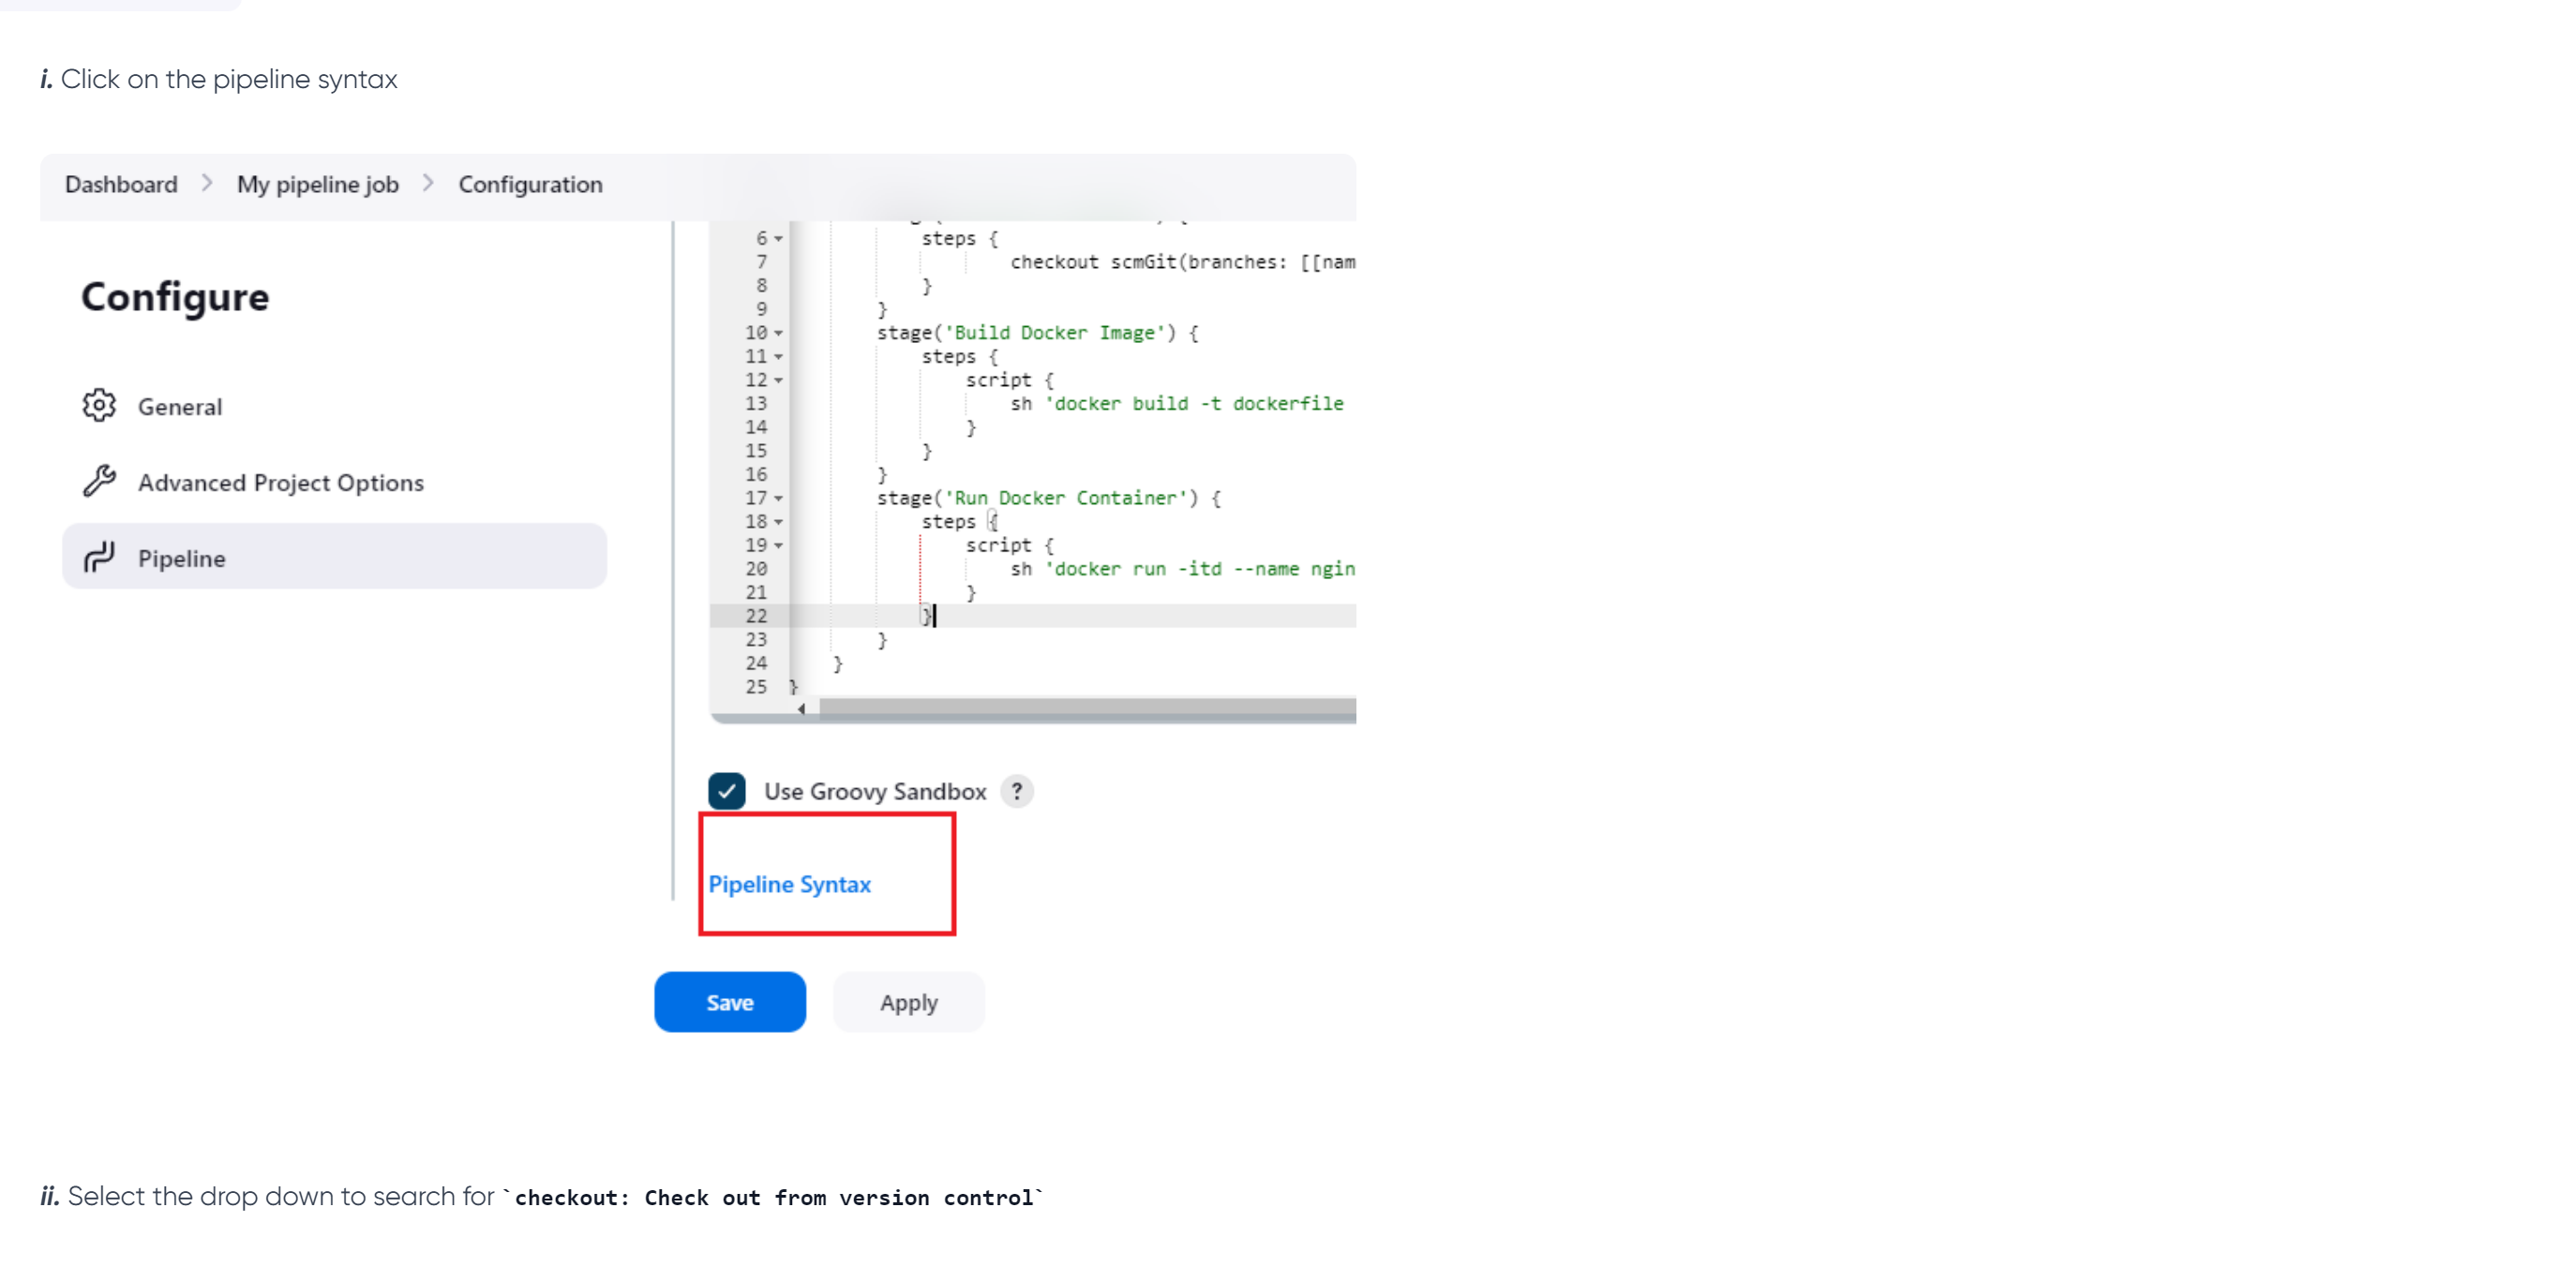 i. Click on the pipeline syntax
Dashboard > My pipeline job > Configuration
Configure
General
Advanced Project Options
Pipeline
6 steps {
7 checkout scmGit(branches: [[nam
8 }
9 }
10 stage('Build Docker Image') {
11 steps {
12 script {
13 sh 'docker build -t dockerfile
14 }
15 }
16 }
17 stage('Run Docker Container') {
18 steps {
19 script {
20 sh 'docker run -itd --name ngin
21 }
22 }
23 }
24 }
25 }
Use Groovy Sandbox ?
Pipeline Syntax
Save Apply
ii. Select the drop down to search for `checkout: Check out from version control`